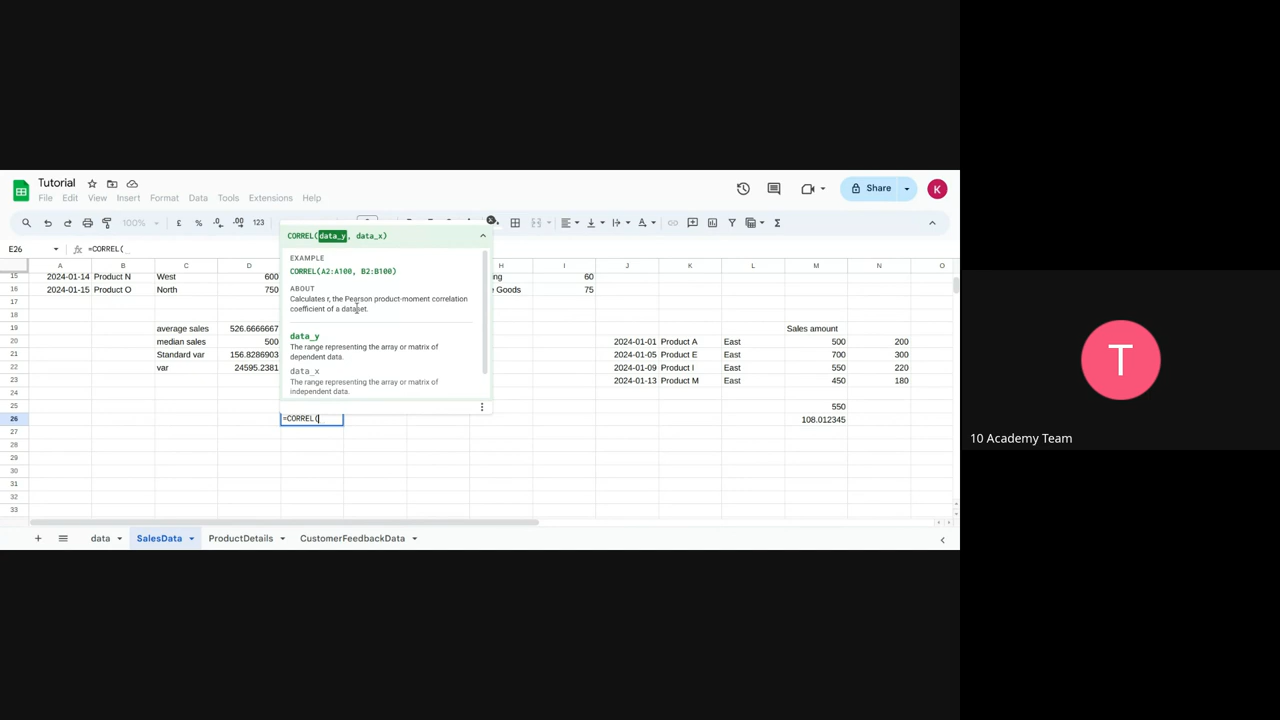 Tutorial
File Edit View Insert Format Data Tools Extensions Help
Share
K
100% £ % .0 .00 123
E26 =CORREL(
CORREL(data_y, data_x)
EXAMPLE
CORREL(A2:A100, B2:B100)
ABOUT
Calculates r, the Pearson product-moment correlation
coefficient of a dataset.
data_y
The range representing the array or matrix of
dependent data.
data_x
The range representing the array or matrix of
independent data.
A B C D H I J K L M N O
15 2024-01-14 Product N West 600 ng 60
16 2024-01-15 Product O North 750 e Goods 75
17
18
19 average sales 526.6666667 Sales amount
20 median sales 500 2024-01-01 Product A East 500 200
21 Standard var 156.8286903 2024-01-05 Product E East 700 300
22 var 24595.2381 2024-01-09 Product I East 550 220
23 2024-01-13 Product M East 450 180
24
25 550
26 =CORREL( 108.012345
27
28
29
30
31
32
33
data SalesData ProductDetails CustomerFeedbackData
T
10 Academy Team